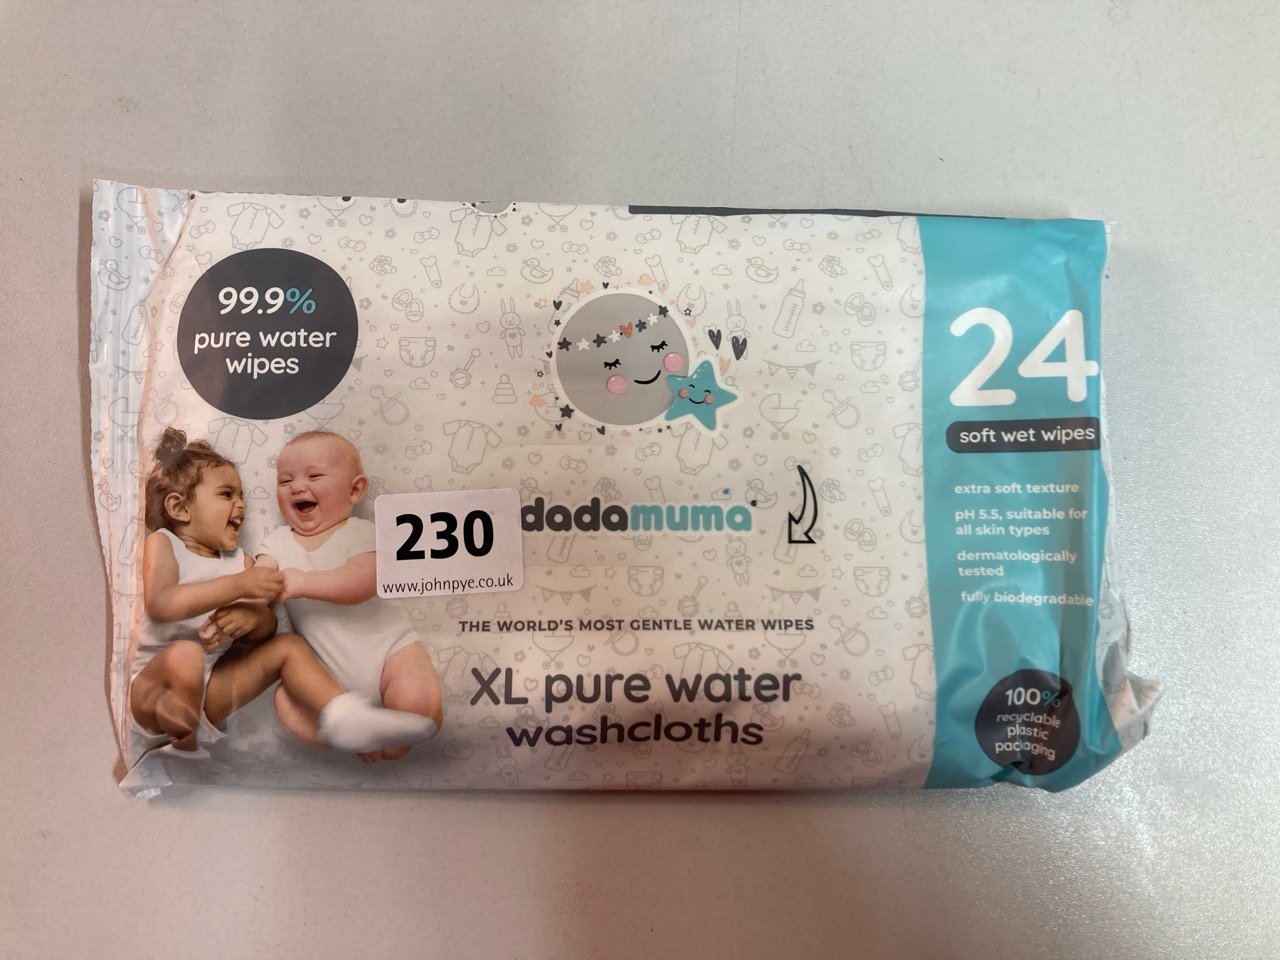 99.9%
pure water
wipes
230
www.johnpye.co.uk
dadamuma
THE WORLD'S MOST GENTLE WATER WIPES
XL pure water
washcloths
24
soft wet wipes
extra soft texture
pH 5.5, suitable for
all skin types
dermatologically
tested
fully biodegradable
100%
recyclable
plastic
packaging